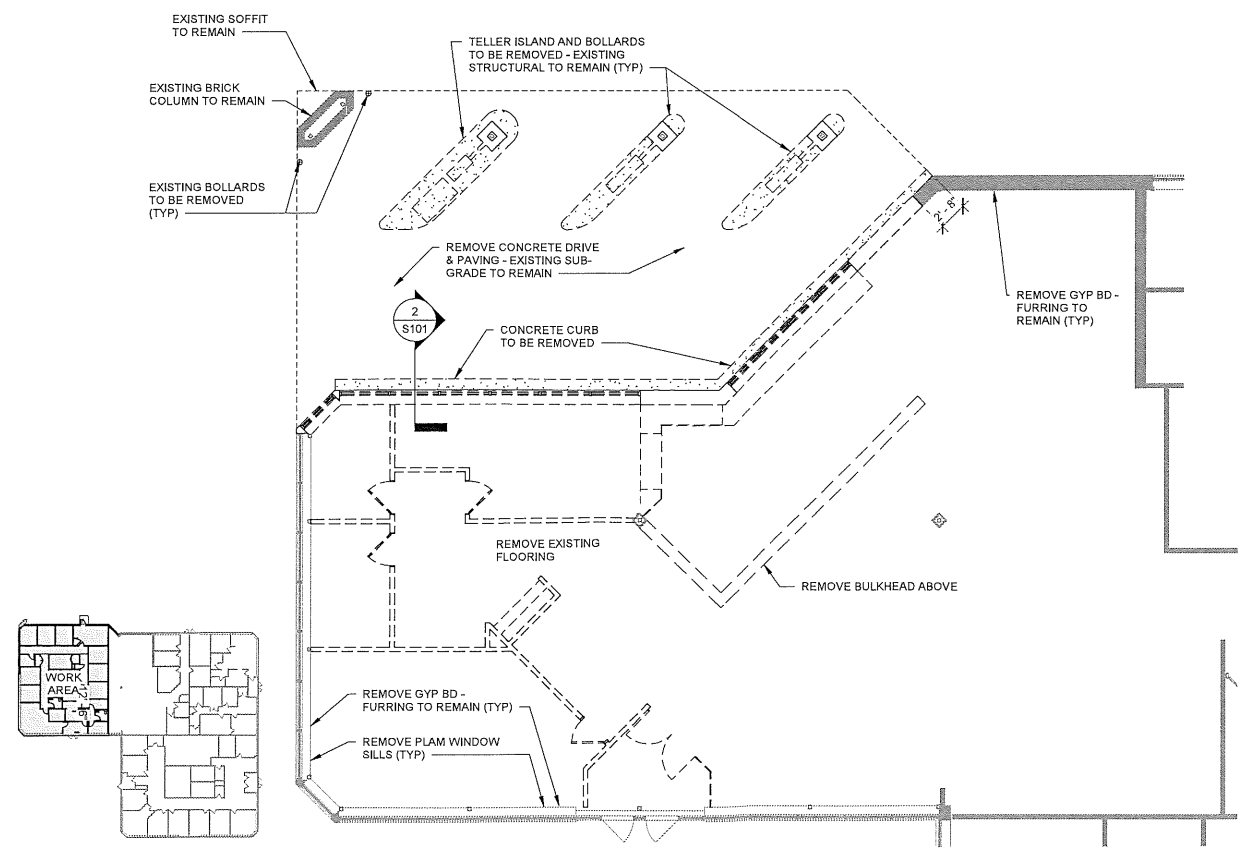 EXISTING SOFFIT
TO REMAIN
TELLER ISLAND AND BOLLARDS
TO BE REMOVED - EXISTING
STRUCTURAL TO REMAIN (TYP)
EXISTING BRICK
COLUMN TO REMAIN
EXISTING BOLLARDS
TO BE REMOVED
(TYP)
2' - 8"
REMOVE CONCRETE DRIVE
& PAVING - EXISTING SUB-
GRADE TO REMAIN
REMOVE GYP BD -
FURRING TO
REMAIN (TYP)
2
S101
CONCRETE CURB
TO BE REMOVED
REMOVE EXISTING
FLOORING
REMOVE BULKHEAD ABOVE
WORK
AREA
REMOVE GYP BD -
FURRING TO REMAIN (TYP)
REMOVE PLAM WINDOW
SILLS (TYP)